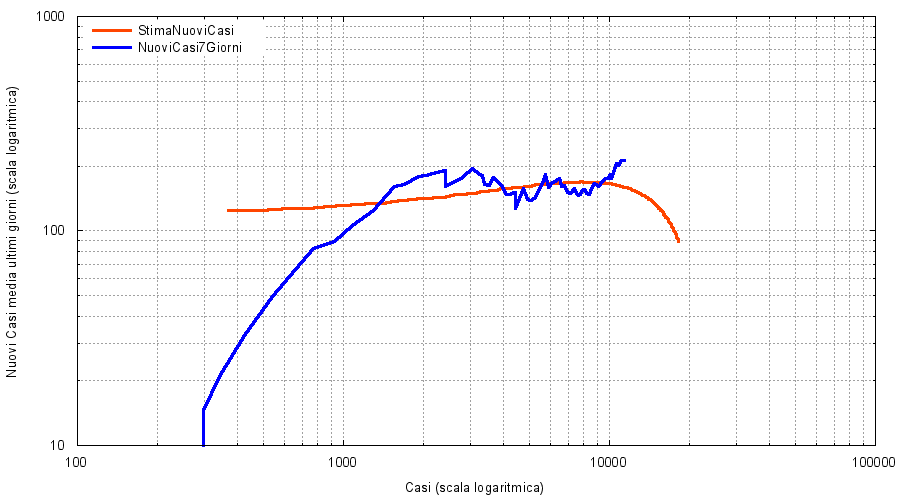 1000
StimaNuoviCasi
NuoviCasi7Giorni
Nuovi Casi media ultimi giorni (scala logaritmica)
100
10
100
1000
10000
100000
Casi (scala logaritmica)